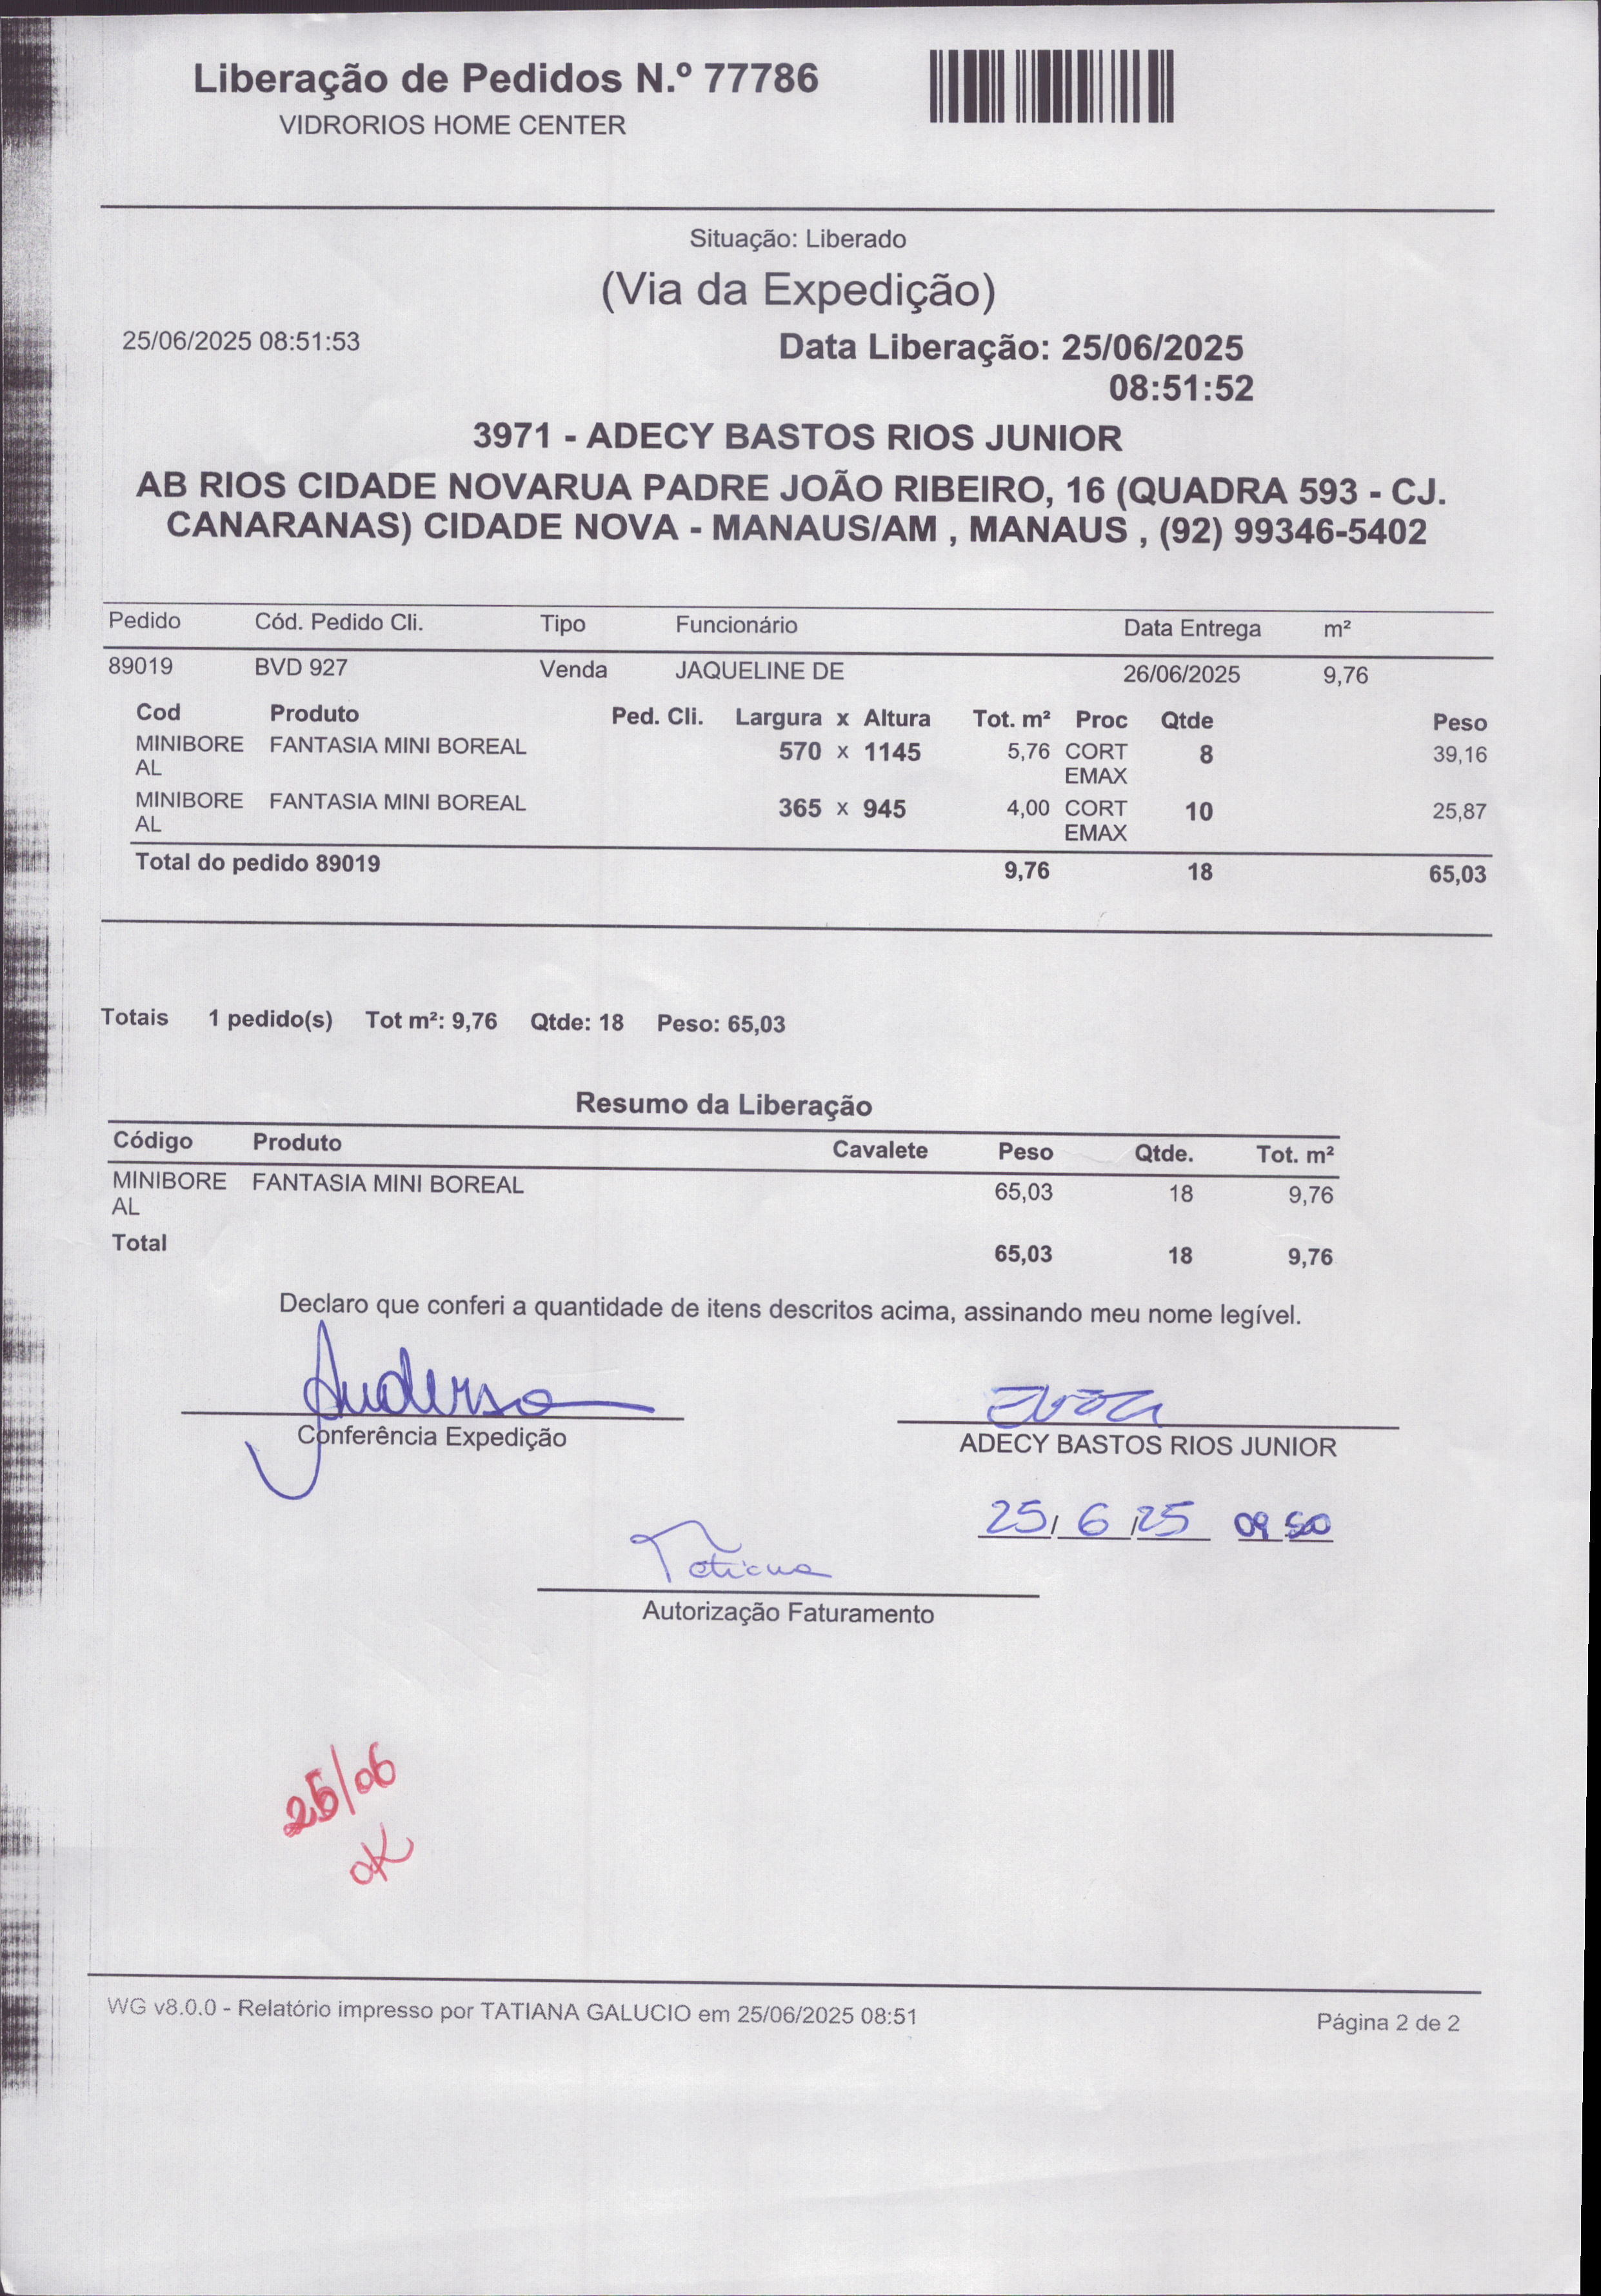 Liberação de Pedidos N.º 77786
VIDRORIOS HOME CENTER
Situação: Liberado
(Via da Expedição)
25/06/2025 08:51:53
Data Liberação: 25/06/2025
08:51:52
3971 - ADECY BASTOS RIOS JUNIOR
AB RIOS CIDADE NOVARUA PADRE JOÃO RIBEIRO, 16 (QUADRA 593 - CJ.
CANARANAS) CIDADE NOVA - MANAUS/AM , MANAUS , (92) 99346-5402
Pedido Cód. Pedido Cli. Tipo Funcionário Data Entrega m²
89019 BVD 927 Venda JAQUELINE DE 26/06/2025 9,76
Cod Produto Ped. Cli. Largura x Altura Tot. m² Proc Qtde Peso
MINIBORE FANTASIA MINI BOREAL 570 x 1145 5,76 CORT 8 39,16
AL EMAX
MINIBORE FANTASIA MINI BOREAL 365 x 945 4,00 CORT 10 25,87
AL EMAX
Total do pedido 89019 9,76 18 65,03
Totais 1 pedido(s) Tot m²: 9,76 Qtde: 18 Peso: 65,03
Resumo da Liberação
Código Produto Cavalete Peso Qtde. Tot. m²
MINIBORE FANTASIA MINI BOREAL 65,03 18 9,76
AL
Total 65,03 18 9,76
Declaro que conferi a quantidade de itens descritos acima, assinando meu nome legível.
Anderso
Conferência Expedição
ADECY BASTOS RIOS JUNIOR
25/ 6 /25 09 50
Tatiana
Autorização Faturamento
25/06
OK
WG v8.0.0 - Relatório impresso por TATIANA GALUCIO em 25/06/2025 08:51
Página 2 de 2